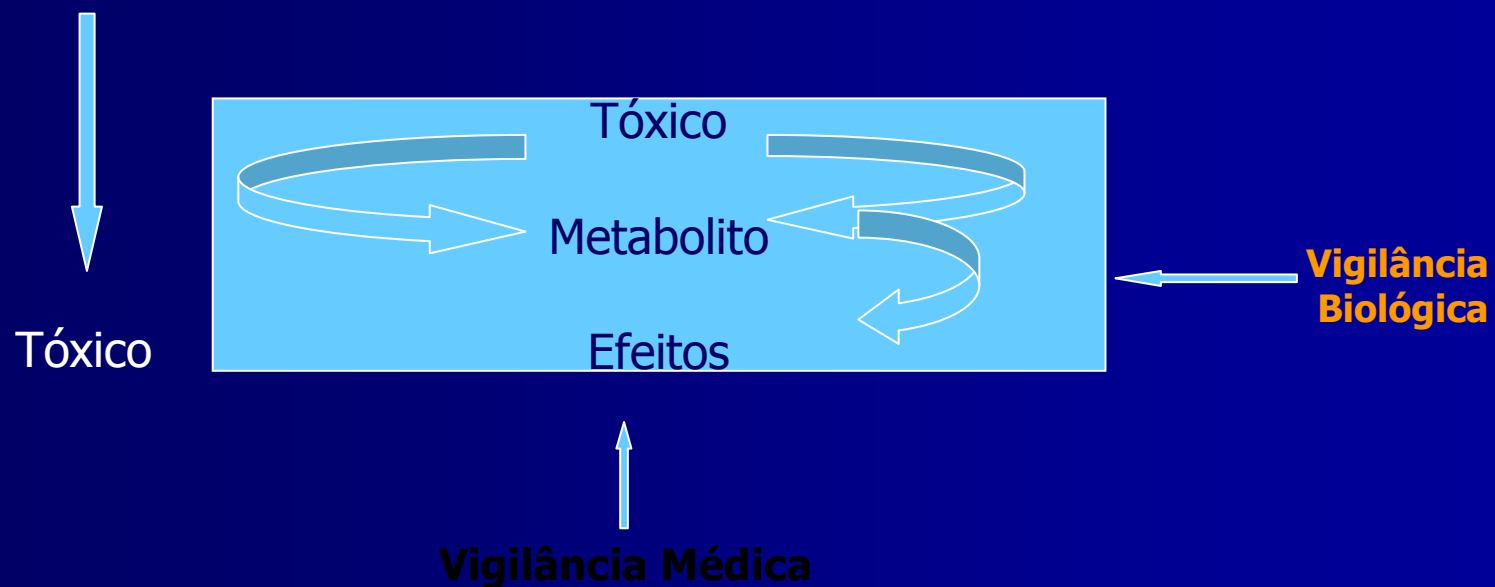 Tóxico
Metabolito
Vigilância
Biológica
Tóxico
Efeitos
Vigilância Médica